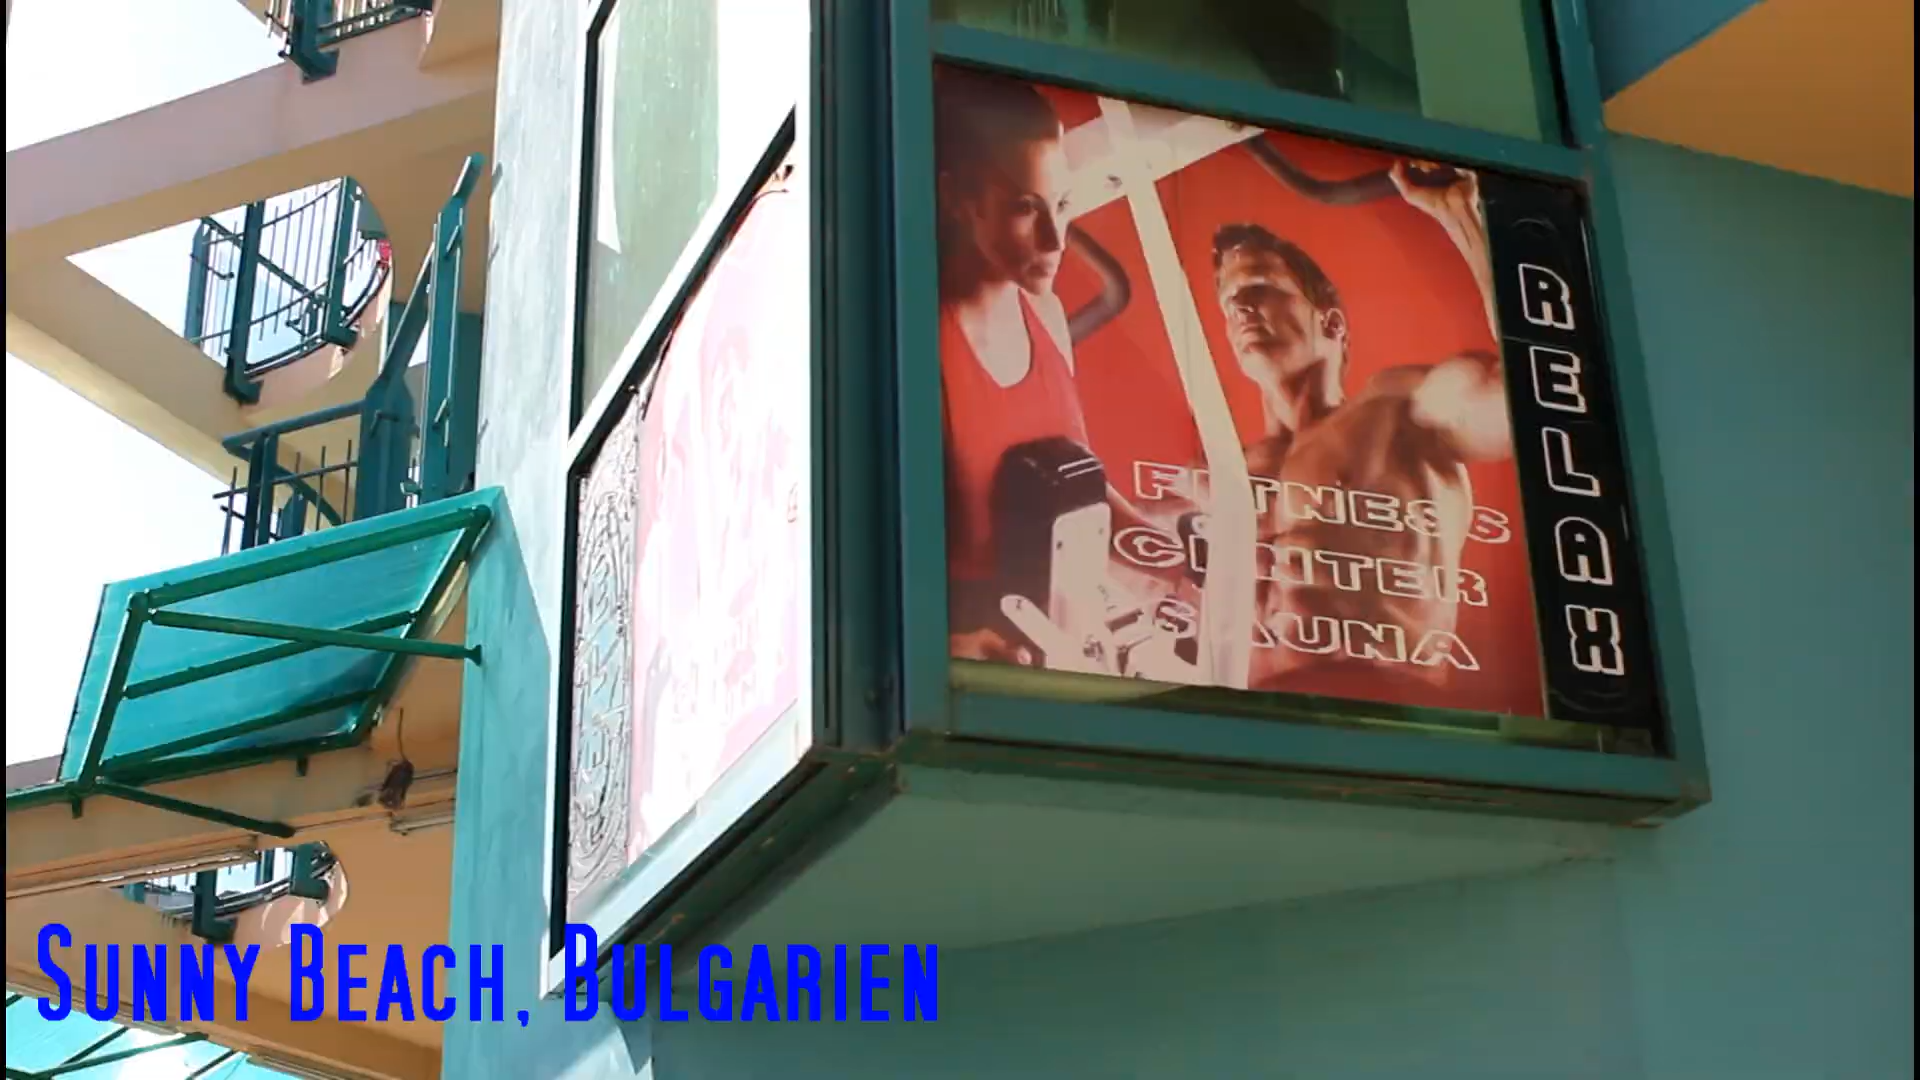 FITNESS
CENTER
SAUNA
RELAX
SUNNY BEACH, BULGARIEN